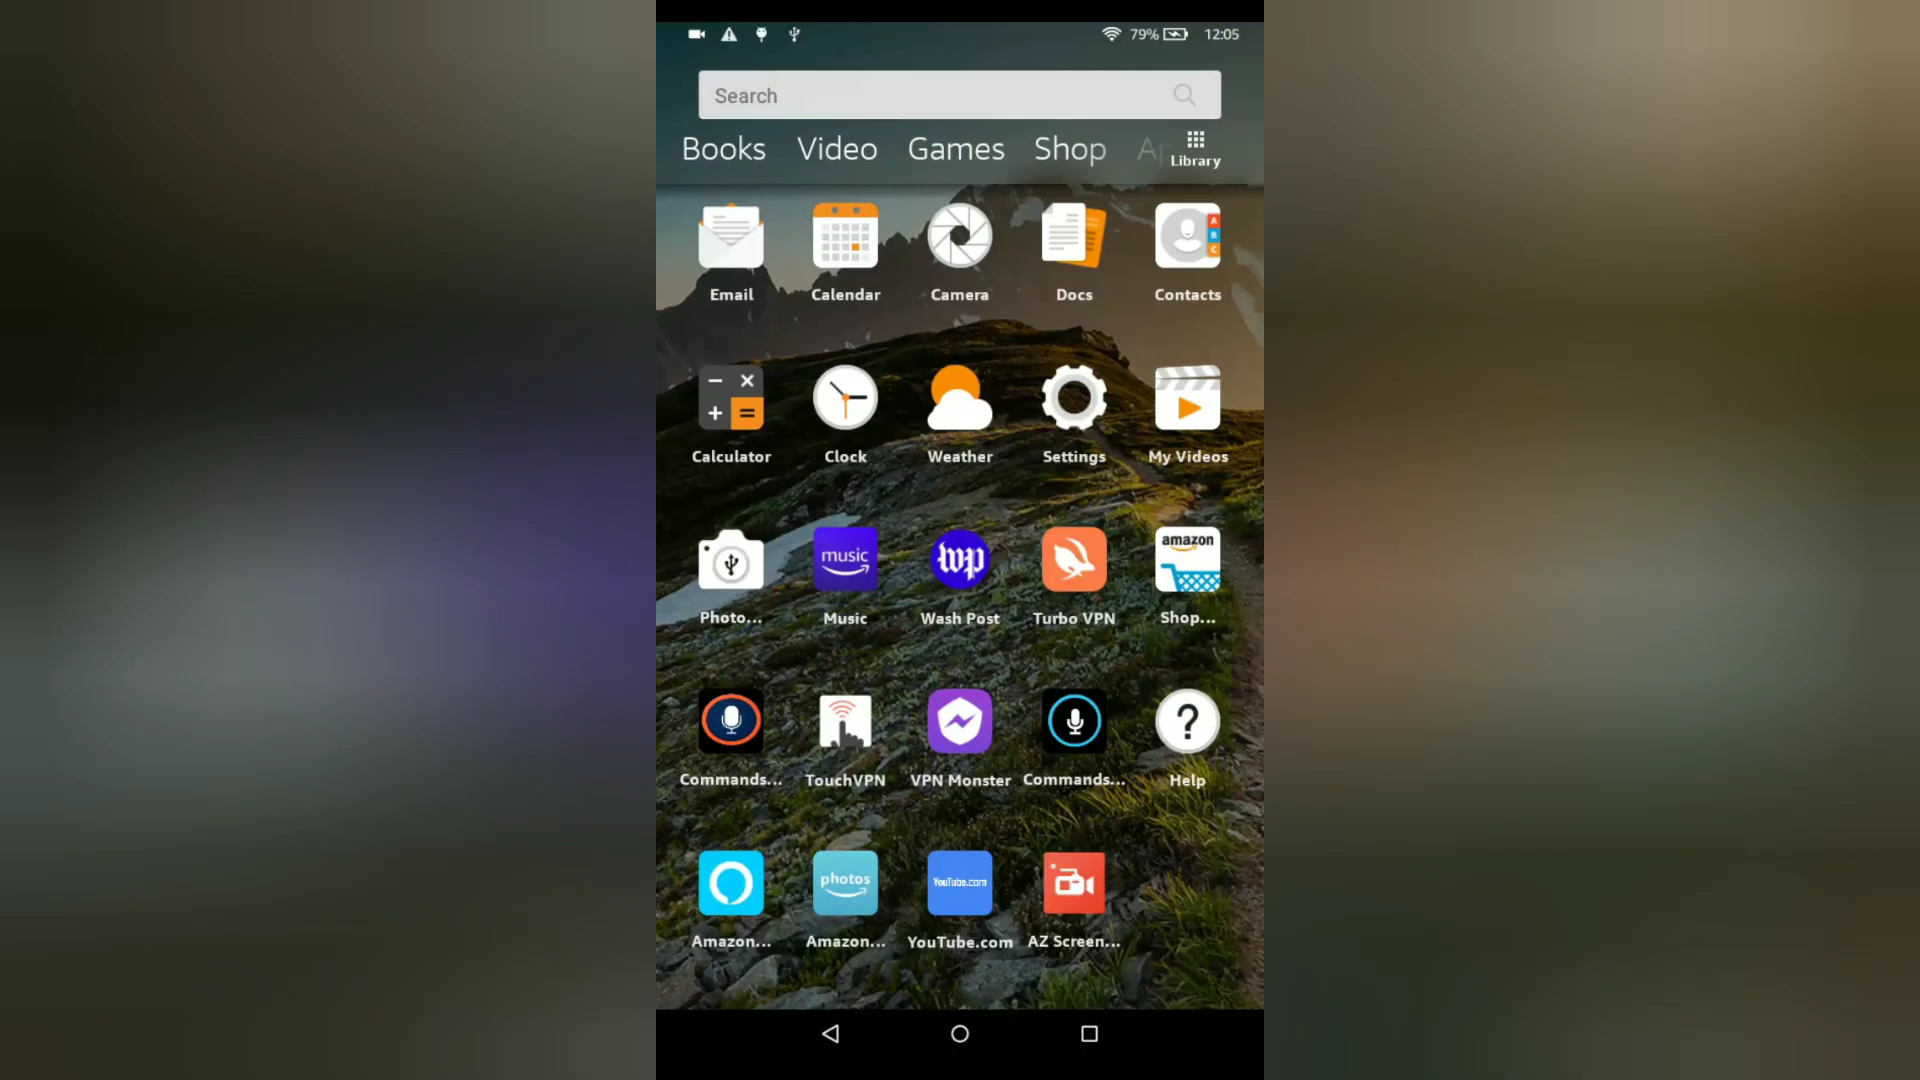 79% 12:05
Search
Books Video Games Shop Ap Library
Email Calendar Camera Docs Contacts
A
B
C
Calculator Clock Weather Settings My Videos
music wp amazon
Photo... Music Wash Post Turbo VPN Shop...
?
Commands... TouchVPN VPN Monster Commands... Help
photos YouTube.com
Amazon... Amazon... YouTube.com AZ Screen...